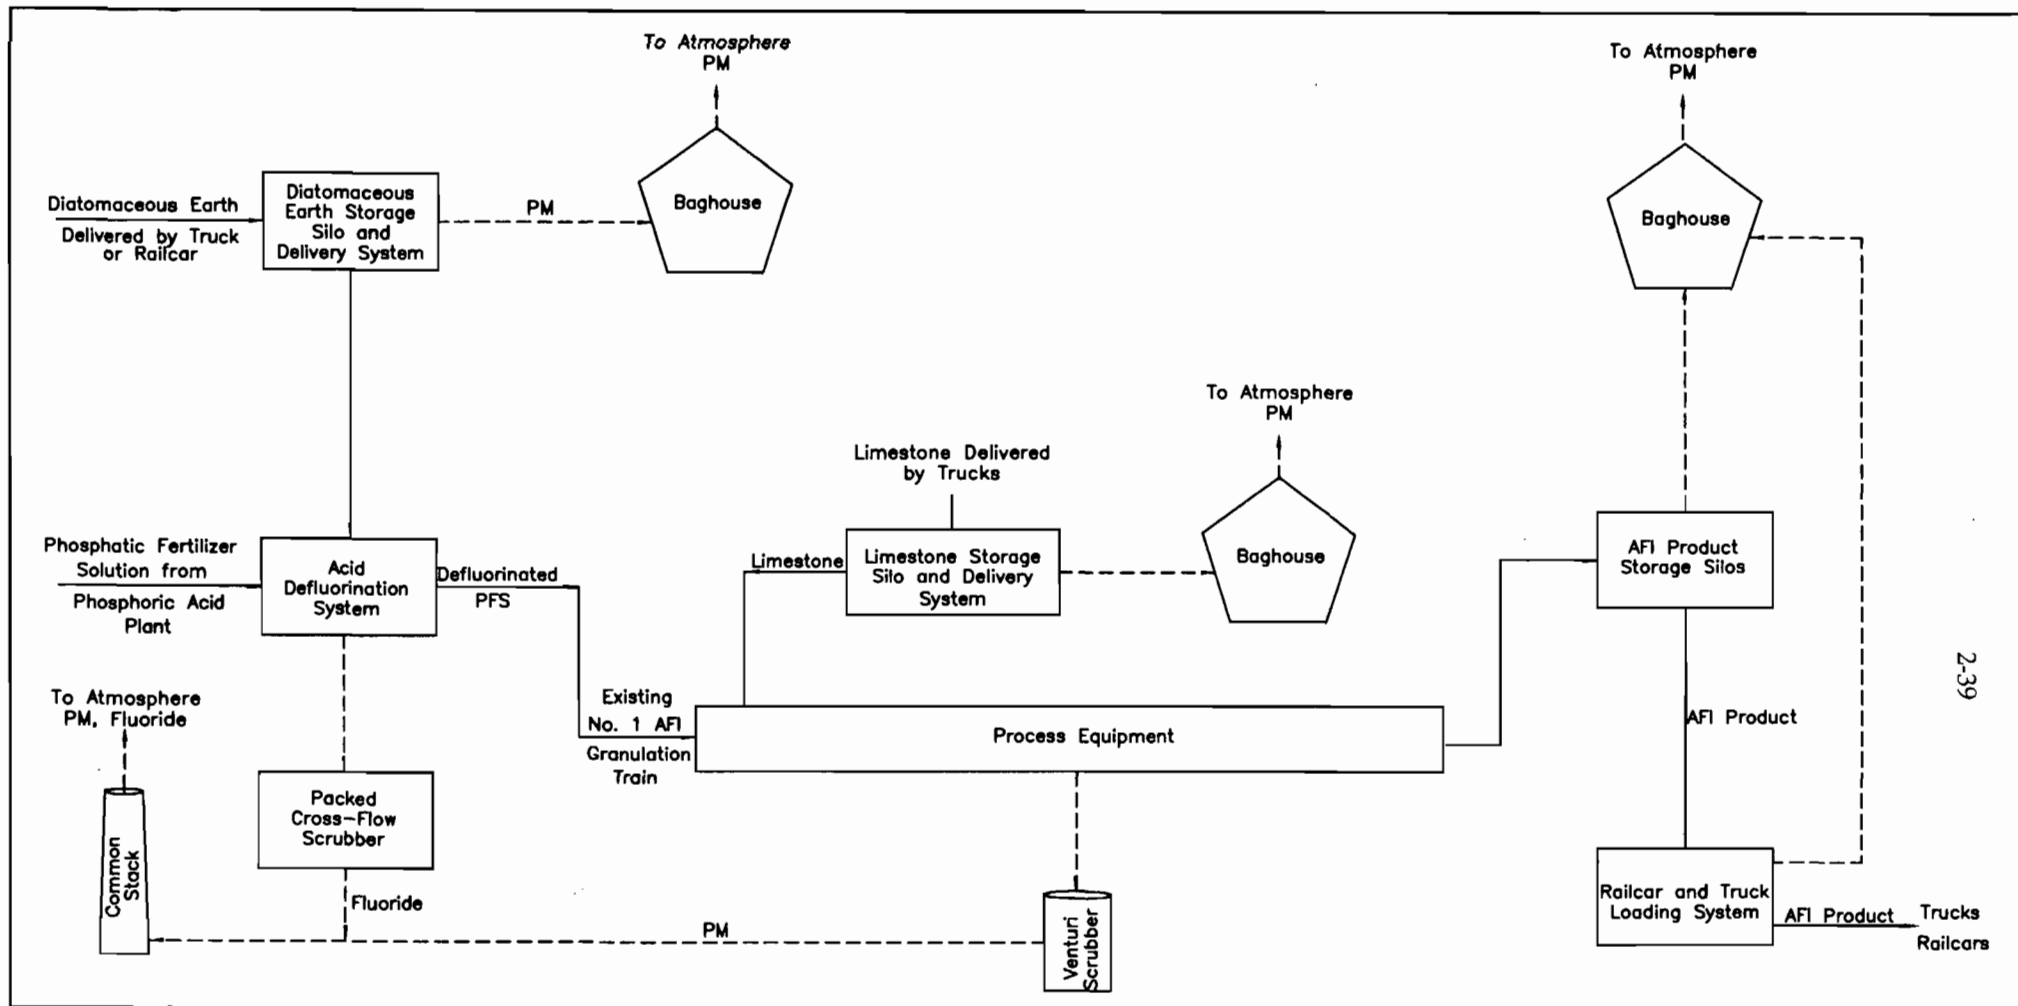 To Atmosphere
PM
To Atmosphere
PM
Diatomaceous Earth
Delivered by Truck
or Railcar
Diatomaceous
Earth Storage
Silo and
Delivery System
PM
Baghouse
Baghouse
To Atmosphere
PM
Limestone Delivered
by Trucks
Phosphatic Fertilizer
Solution from
Phosphoric Acid
Plant
Acid
Defluorination
System
Defluorinated
PFS
Limestone
Limestone Storage
Silo and Delivery
System
Baghouse
AFI Product
Storage Silos
To Atmosphere
PM, Fluoride
Existing
No. 1 AFI
Granulation
Train
Process Equipment
AFI Product
2-39
Packed
Cross-Flow
Scrubber
Common
Stack
Fluoride
PM
Venturi
Scrubber
Railcar and Truck
Loading System
AFI Product
Trucks
Railcars